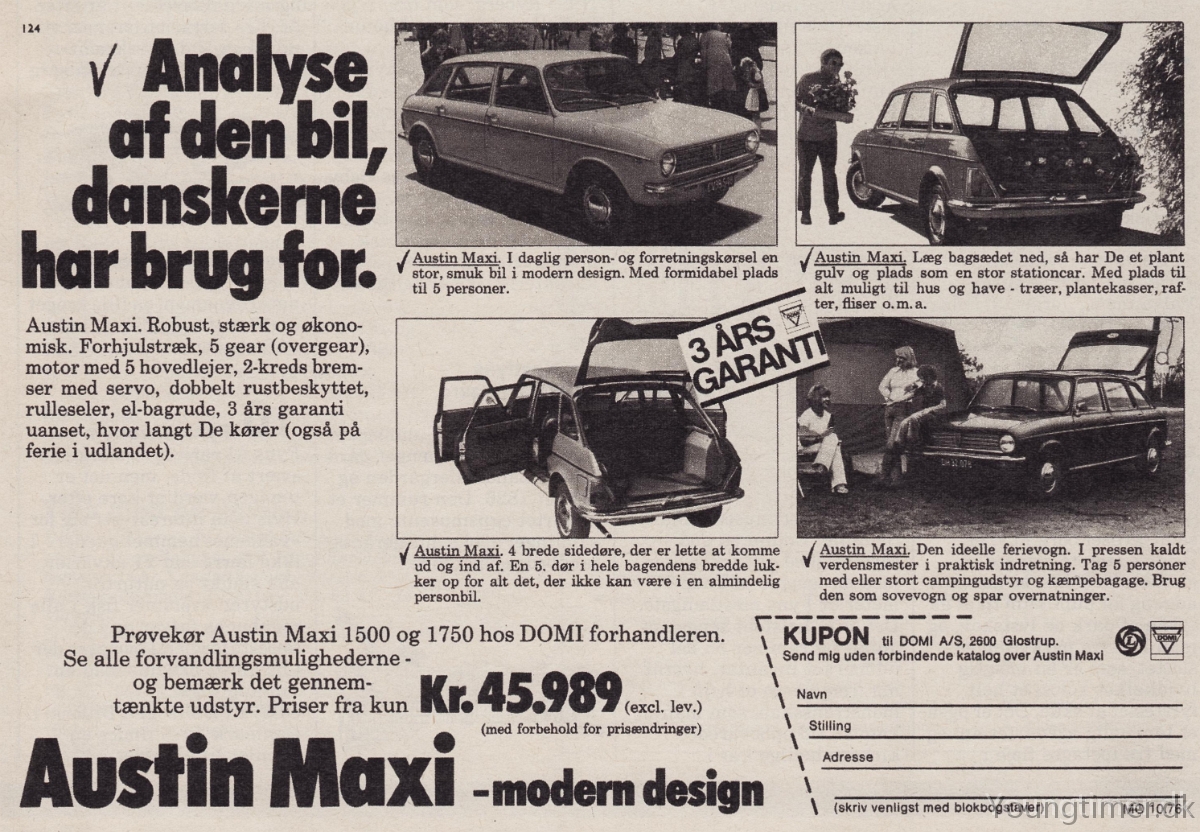 124
Analyse
af den bil,
danskerne
har brug for.
Austin Maxi. Robust, stærk og økono-
misk. Forhjulstræk, 5 gear (overgear),
motor med 5 hovedlejer, 2-kreds brem-
ser med servo, dobbelt rustbeskyttet,
rulleseler, el-bagrude, 3 års garanti
uanset, hvor langt De kører (også på
ferie i udlandet).
Austin Maxi. I daglig person- og forretningskørsel en
stor, smuk bil i modern design. Med formidabel plads
til 5 personer.
Austin Maxi. Læg bagsædet ned, så har De et plant
gulv og plads som en stor stationcar. Med plads til
alt muligt til hus og have - træer, plantekasser, raf-
ter, fliser o.m.a.
3 ÅRS
GARANTI
DOMI
Austin Maxi. 4 brede sidedøre, der er lette at komme
ud og ind af. En 5. dør i hele bagendens bredde luk-
ker op for alt det, der ikke kan være i en almindelig
personbil.
Austin Maxi. Den ideelle ferievogn. I pressen kaldt
verdensmester i praktisk indretning. Tag 5 personer
med eller stort campingudstyr og kæmpebagage. Brug
den som sovevogn og spar overnatninger.
Prøvekør Austin Maxi 1500 og 1750 hos DOMI forhandleren.
Se alle forvandlingsmulighederne -
og bemærk det gennem-
tænkte udstyr. Priser fra kun Kr. 45.989 (excl. lev.)
(med forbehold for prisændringer)
Austin Maxi - modern design
KUPON til DOMI A/S, 2600 Glostrup.
Send mig uden forbindende katalog over Austin Maxi
DOMI
Navn
Stilling
Adresse
(skriv venligst med blokbogstaver) MO 10.76
Youngtimer.dk